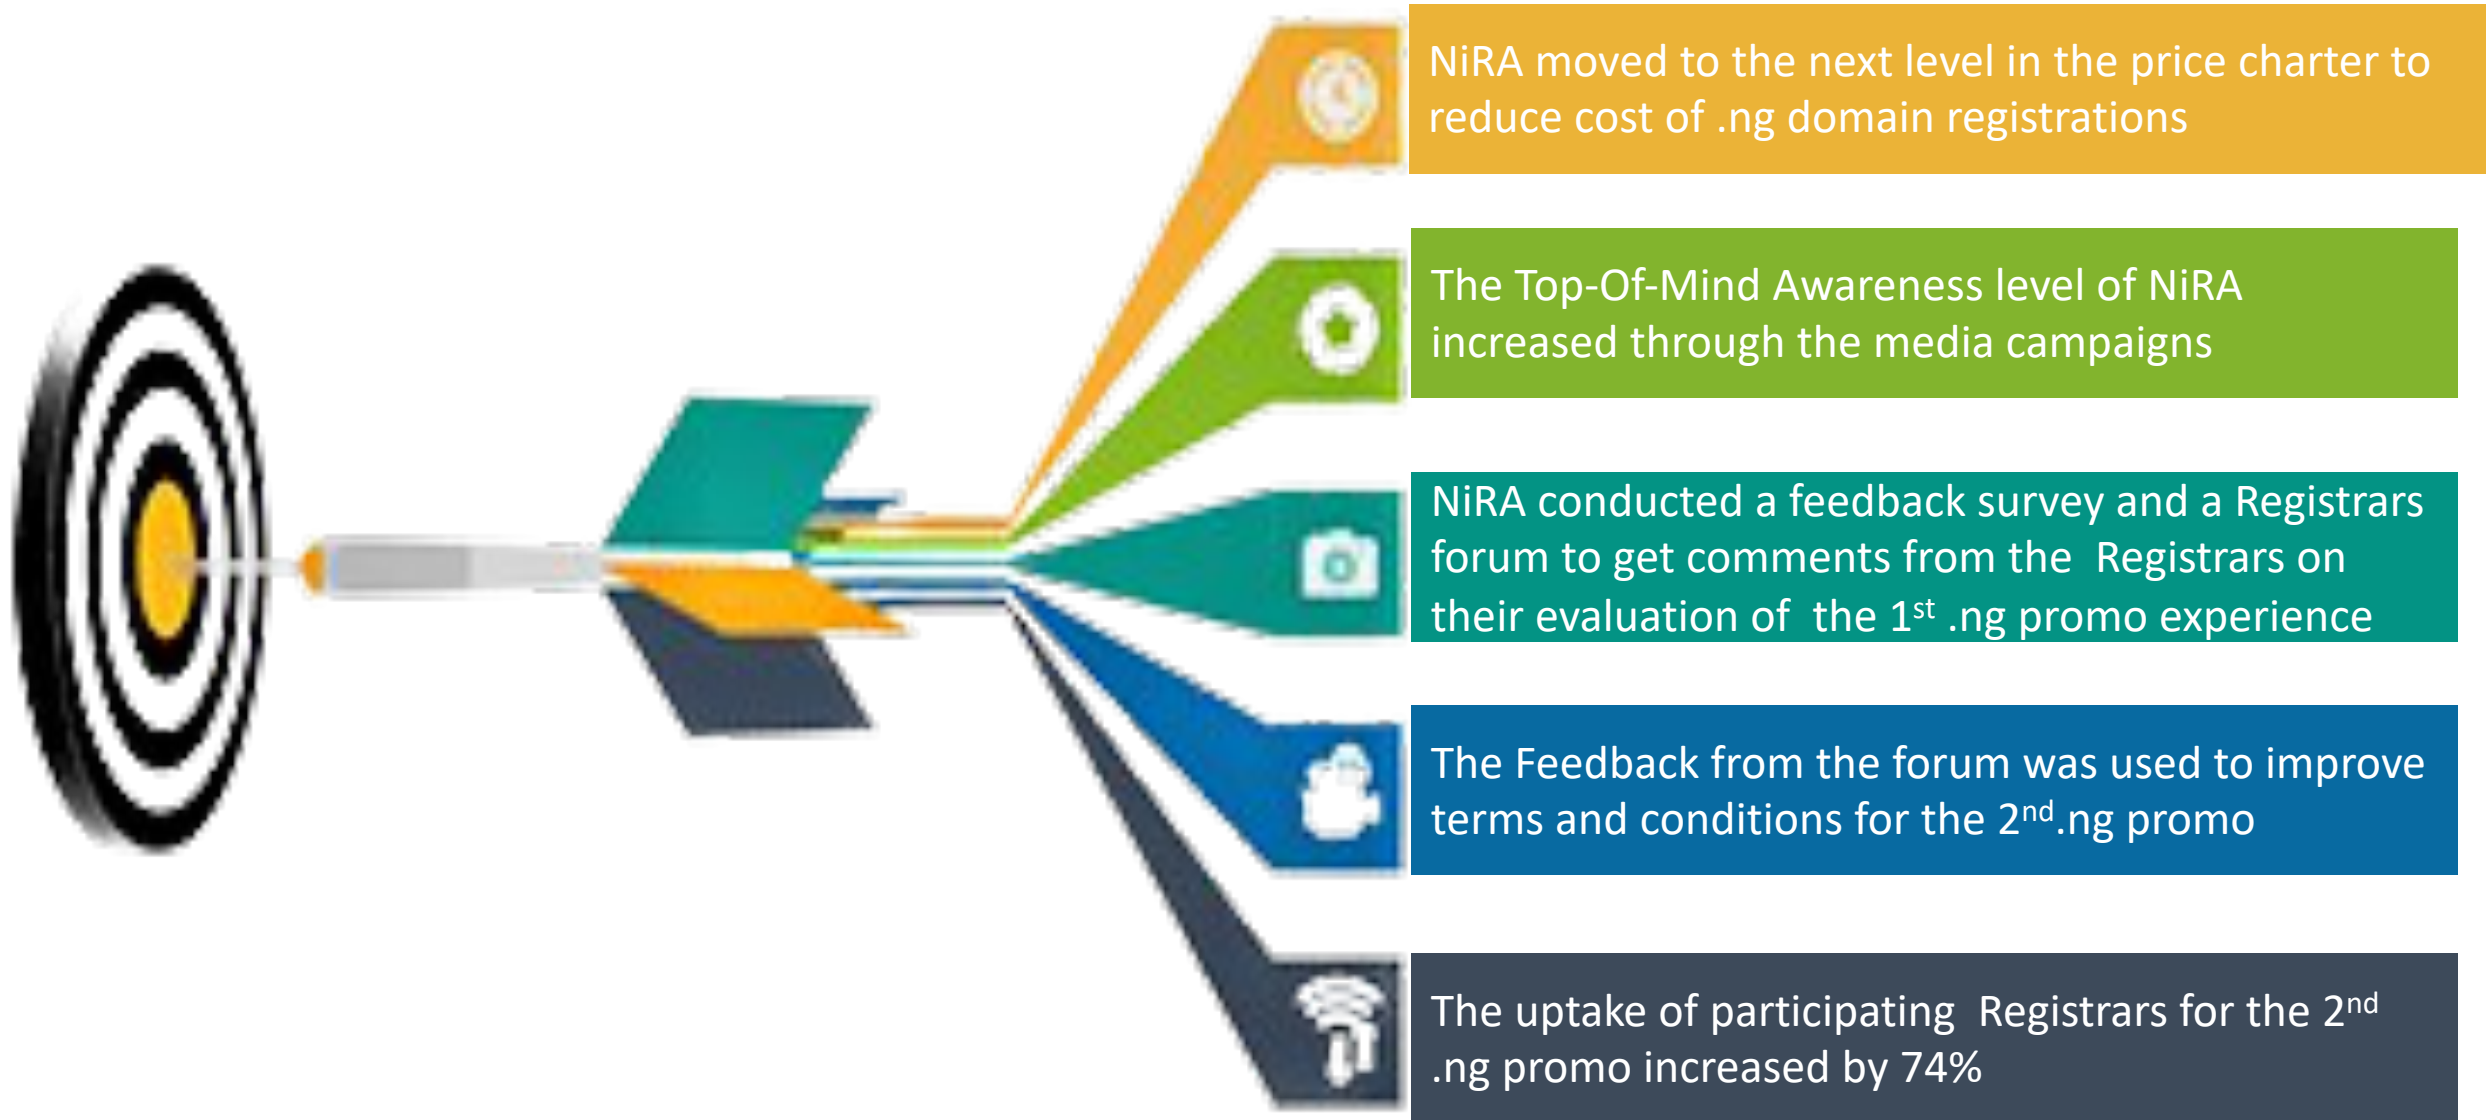 NiRA moved to the next level in the price charter to
reduce cost of .ng domain registrations
The Top-Of-Mind Awareness level of NiRA
increased through the media campaigns
NiRA conducted a feedback survey and a Registrars
forum to get comments from the  Registrars on
their evaluation of  the 1st .ng promo experience
The Feedback from the forum was used to improve
terms and conditions for the 2nd.ng promo
The uptake of participating  Registrars for the 2nd
.ng promo increased by 74%